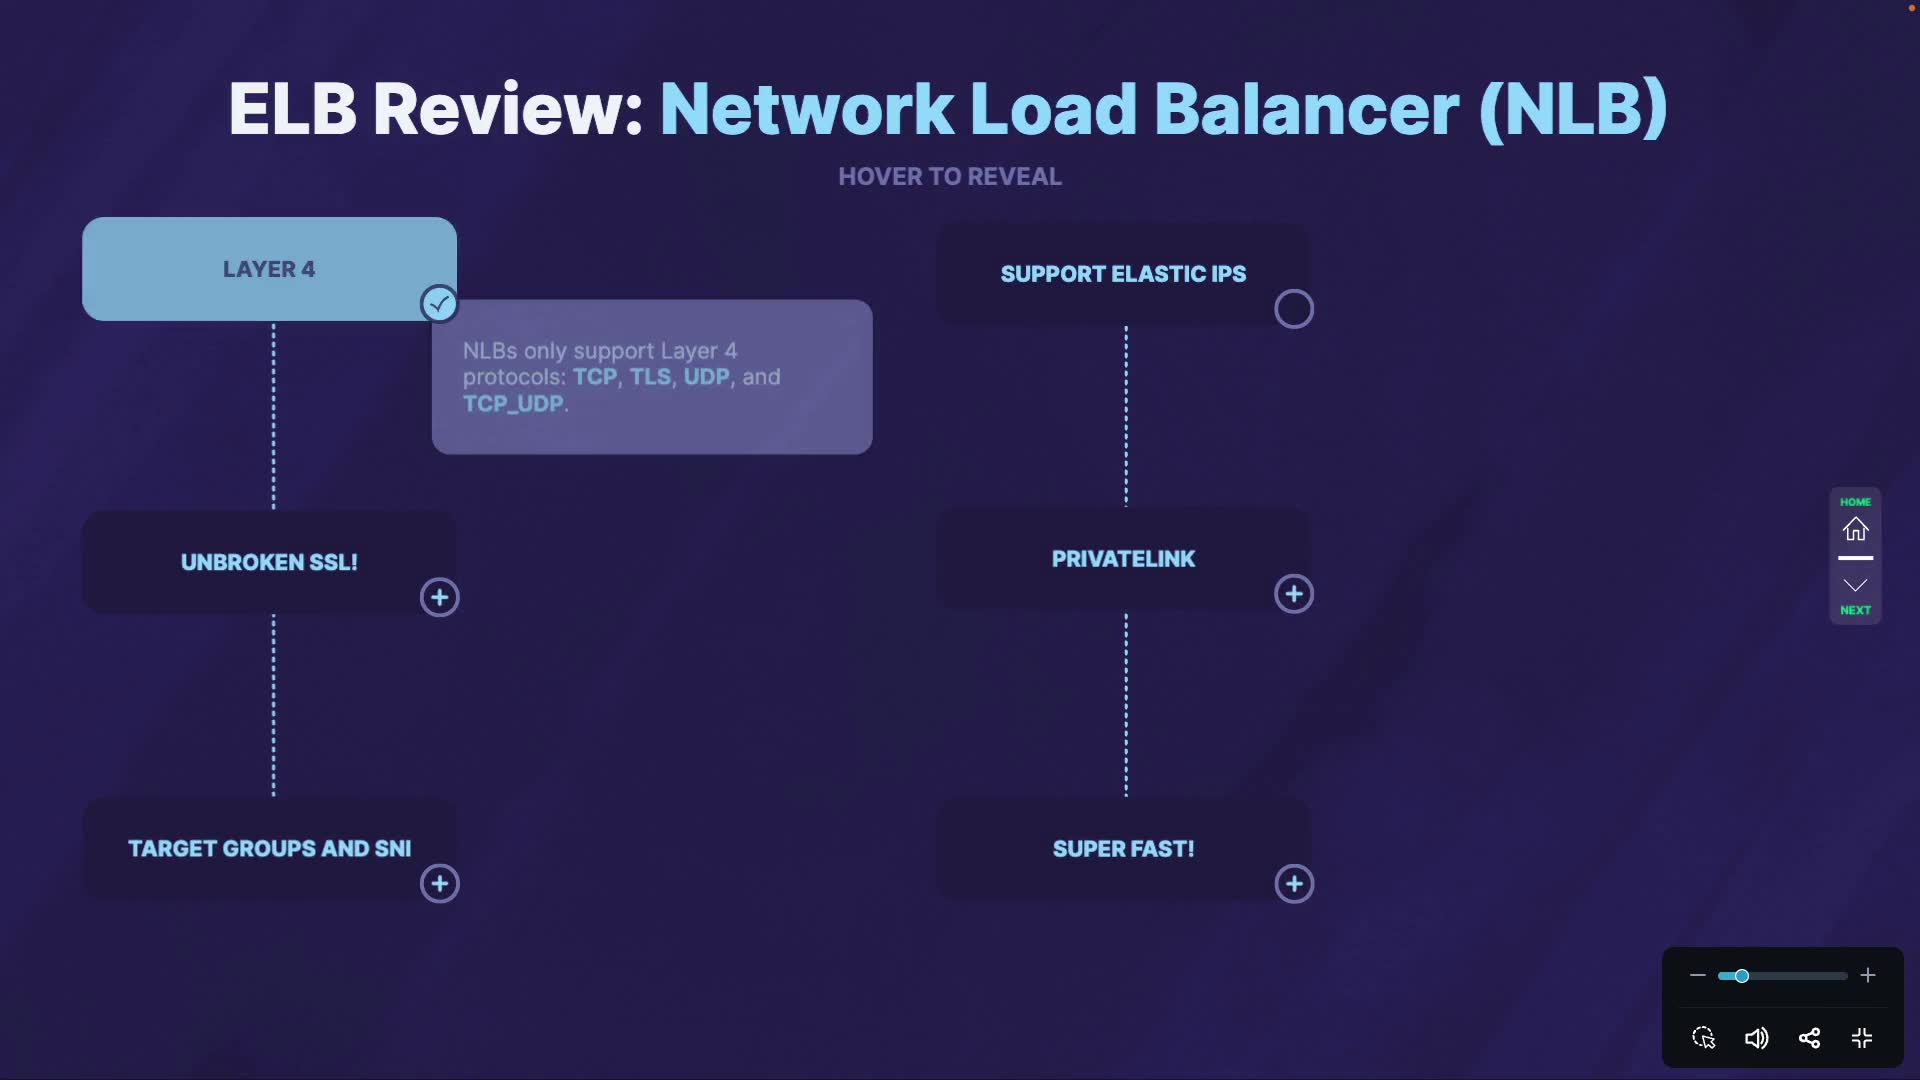 ELB Review: Network Load Balancer (NLB)
HOVER TO REVEAL
LAYER 4
NLBs only support Layer 4
protocols: TCP, TLS, UDP, and
TCP_UDP.
UNBROKEN SSL!
TARGET GROUPS AND SNI
SUPPORT ELASTIC IPS
PRIVATELINK
SUPER FAST!
HOME
NEXT